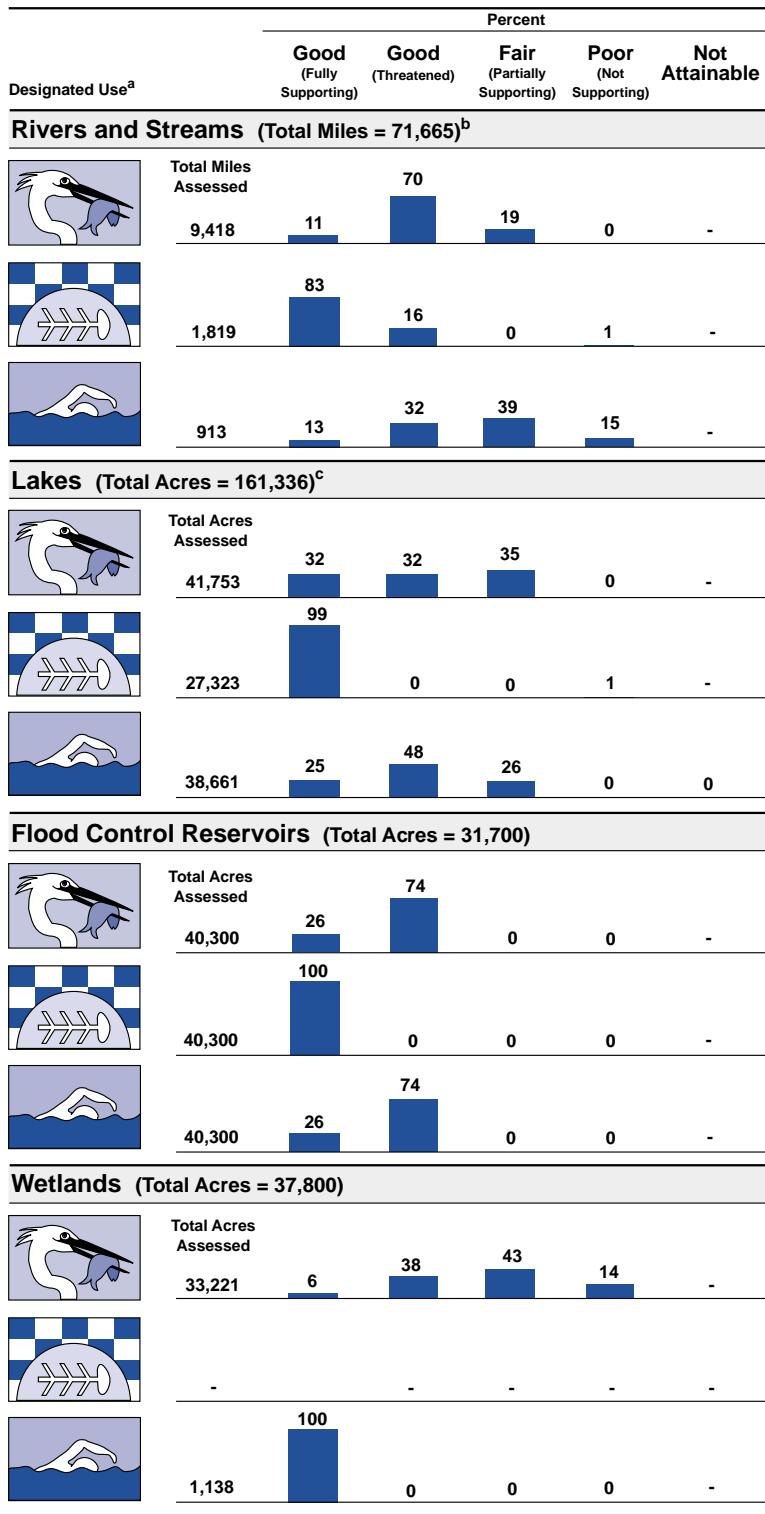 Percent
Designated Use^a
Good (Fully Supporting)
Good (Threatened)
Fair (Partially Supporting)
Poor (Not Supporting)
Not Attainable
Rivers and Streams (Total Miles = 71,665)^b
Total Miles Assessed
9,418 11 70 19 0 -
1,819 83 16 0 1 -
913 13 32 39 15 -
Lakes (Total Acres = 161,336)^c
Total Acres Assessed
41,753 32 32 35 0 -
27,323 99 0 0 1 -
38,661 25 48 26 0 0
Flood Control Reservoirs (Total Acres = 31,700)
Total Acres Assessed
40,300 26 74 0 0 -
40,300 100 0 0 0 -
40,300 26 74 0 0 -
Wetlands (Total Acres = 37,800)
Total Acres Assessed
33,221 6 38 43 14 -
- - - - -
1,138 100 0 0 0 -